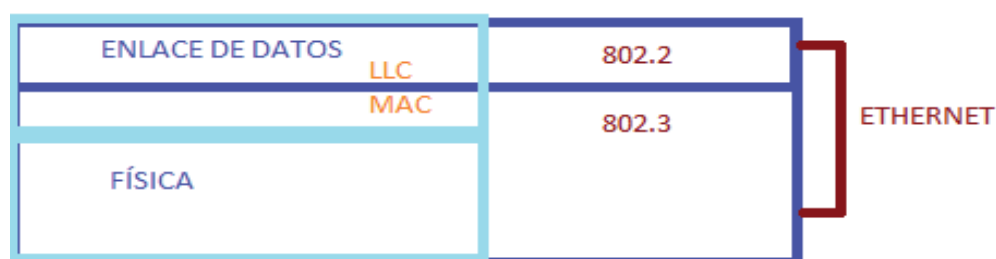 ENLACE DE DATOS
LLC
802.2
MAC
802.3
ETHERNET
FÍSICA